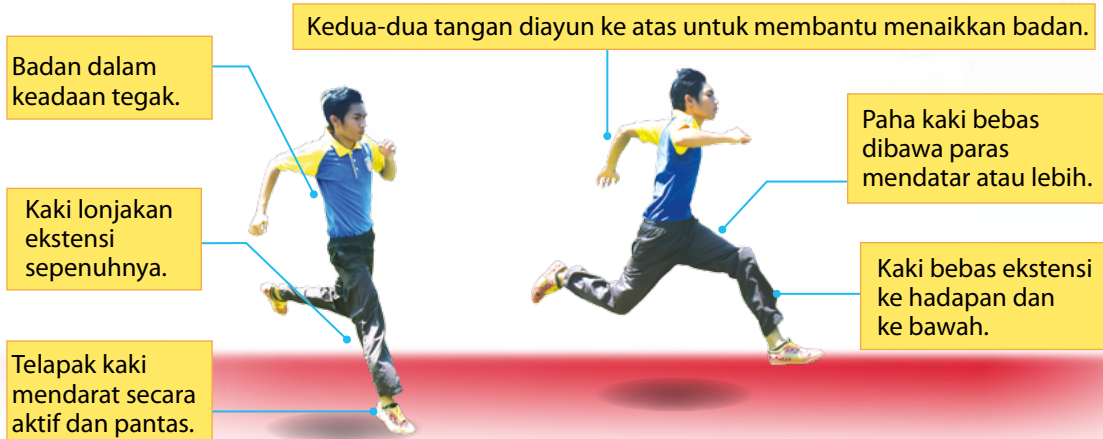 Kedua-dua tangan diayun ke atas untuk membantu menaikkan badan.
Badan dalam
keadaan tegak.
Paha kaki bebas
dibawa paras
mendatar atau lebih.
Kaki lonjakan
ekstensi
sepenuhnya.
Kaki bebas ekstensi
ke hadapan dan
ke bawah.
Telapak kaki
mendarat secara
aktif dan pantas.